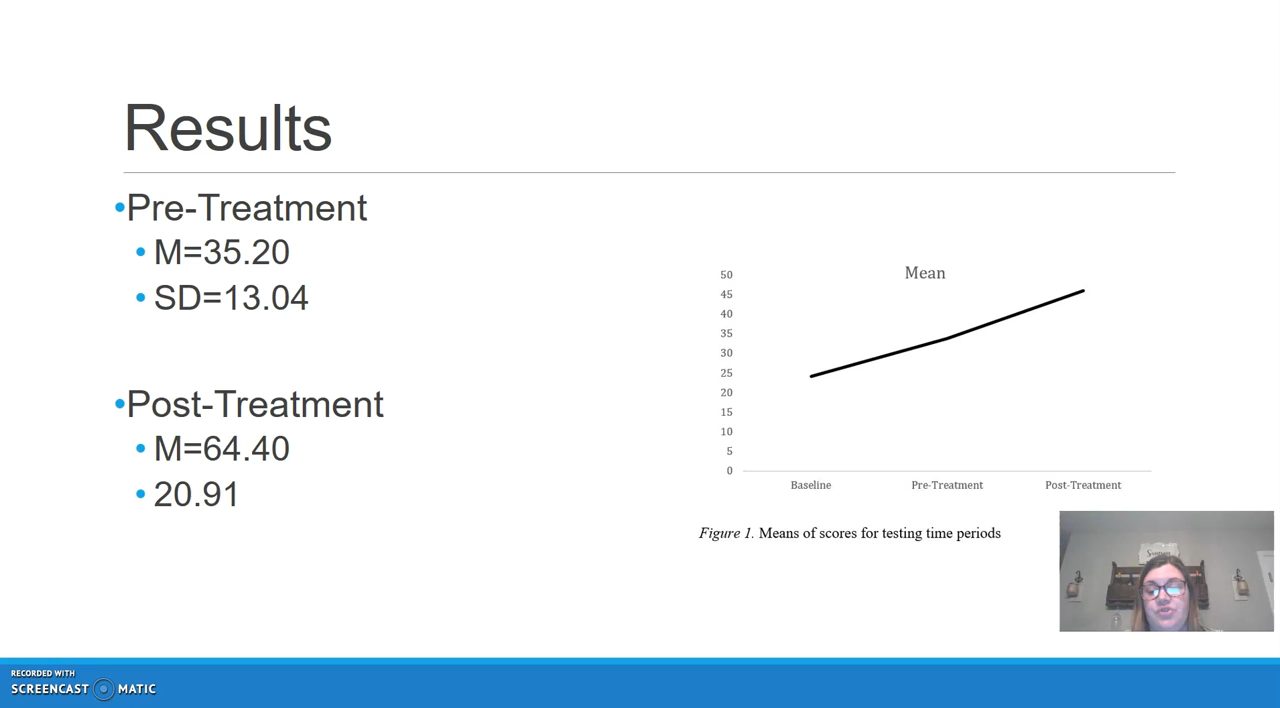 Results
•Pre-Treatment
• M=35.20
• SD=13.04
•Post-Treatment
• M=64.40
• 20.91
Mean
50
45
40
35
30
25
20
15
10
5
0
Baseline Pre-Treatment Post-Treatment
Figure 1. Means of scores for testing time periods
RECORDED WITH
SCREENCAST MATIC